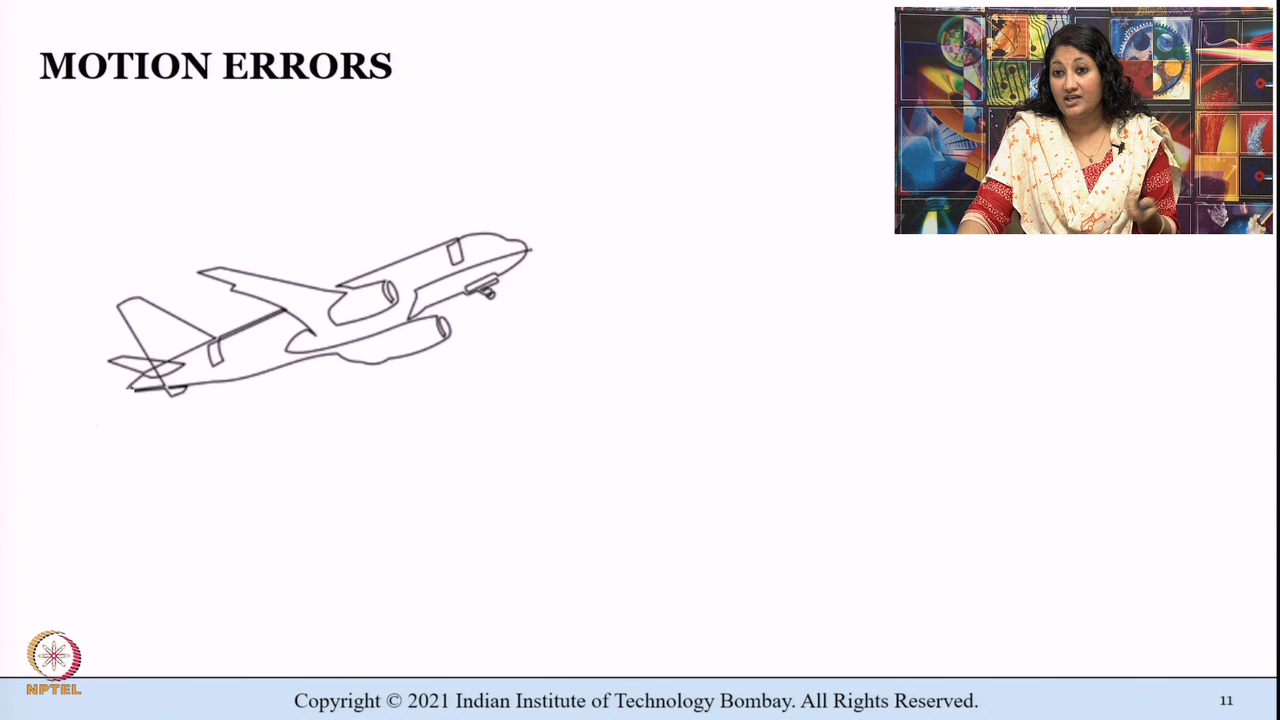 MOTION ERRORS
NPTEL
Copyright © 2021 Indian Institute of Technology Bombay. All Rights Reserved.
11